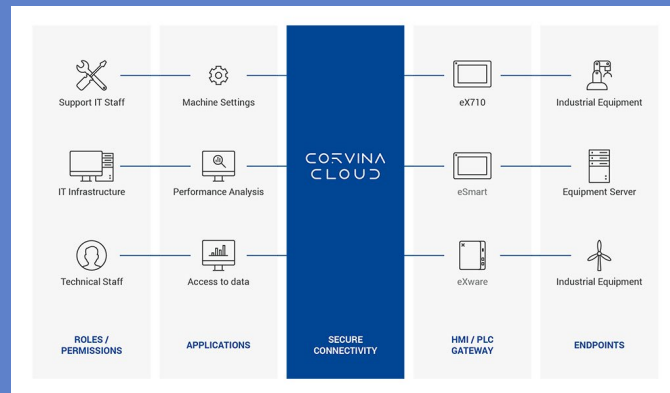 Support IT Staff
Machine Settings
eX710
Industrial Equipment
CORVINA
CLOUD
IT Infrastructure
Performance Analysis
eSmart
Equipment Server
Technical Staff
Access to data
eXware
Industrial Equipment
ROLES /
PERMISSIONS
APPLICATIONS
SECURE
CONNECTIVITY
HMI / PLC
GATEWAY
ENDPOINTS